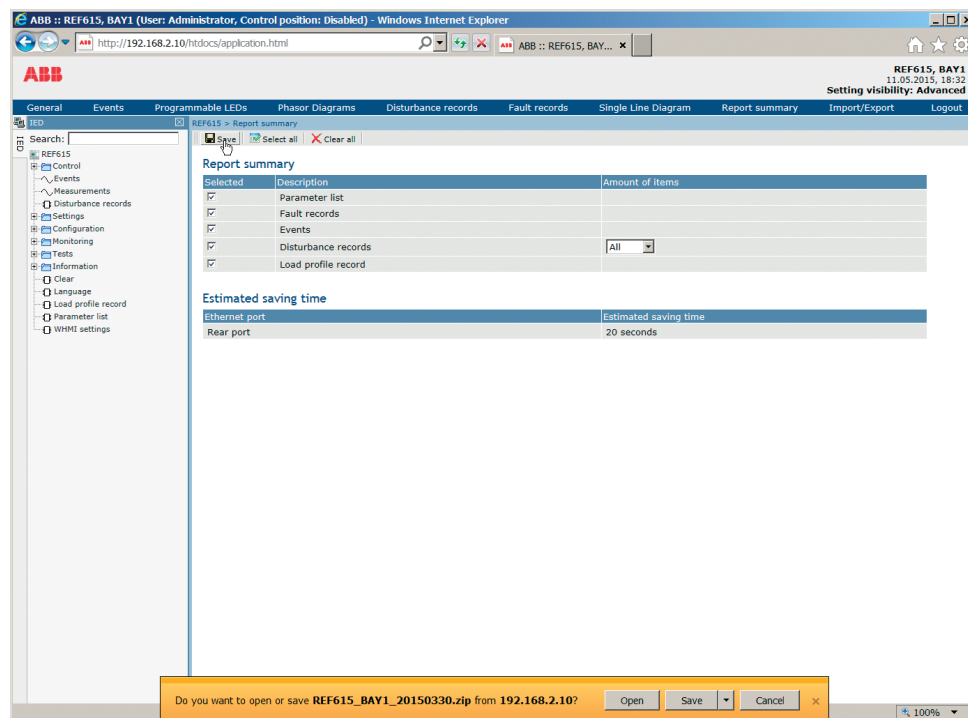 ABB :: REF615, BAY1 (User: Administrator, Control position: Disabled) - Windows Internet Explorer
ABB http://192.168.2.10/htdocs/application.html ABB ABB :: REF615, BAY...
ABB
REF615, BAY1
11.05.2015, 18:32
Setting visibility: Advanced
General Events Programmable LEDs Phasor Diagrams Disturbance records Fault records Single Line Diagram Report summary Import/Export Logout
IED
IED
Search:
REF615
Control
Events
Measurements
Disturbance records
Settings
Configuration
Monitoring
Tests
Information
Clear
Language
Load profile record
Parameter list
WHMI settings
REF615 > Report summary
Save Select all Clear all
Report summary
Selected Description Amount of items
Parameter list
Fault records
Events
Disturbance records All
Load profile record
Estimated saving time
Ethernet port Estimated saving time
Rear port 20 seconds
Do you want to open or save REF615_BAY1_20150330.zip from 192.168.2.10? Open Save Cancel
100%